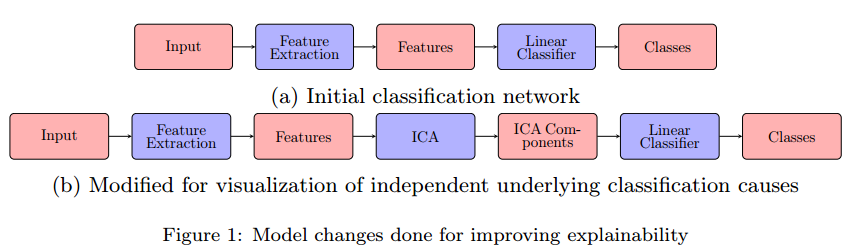 Input
Feature
Extraction
Features
Linear
Classifier
Classes
(a) Initial classification network
Input
Feature
Extraction
Features
ICA
ICA Com-
ponents
Linear
Classifier
Classes
(b) Modified for visualization of independent underlying classification causes
Figure 1: Model changes done for improving explainability